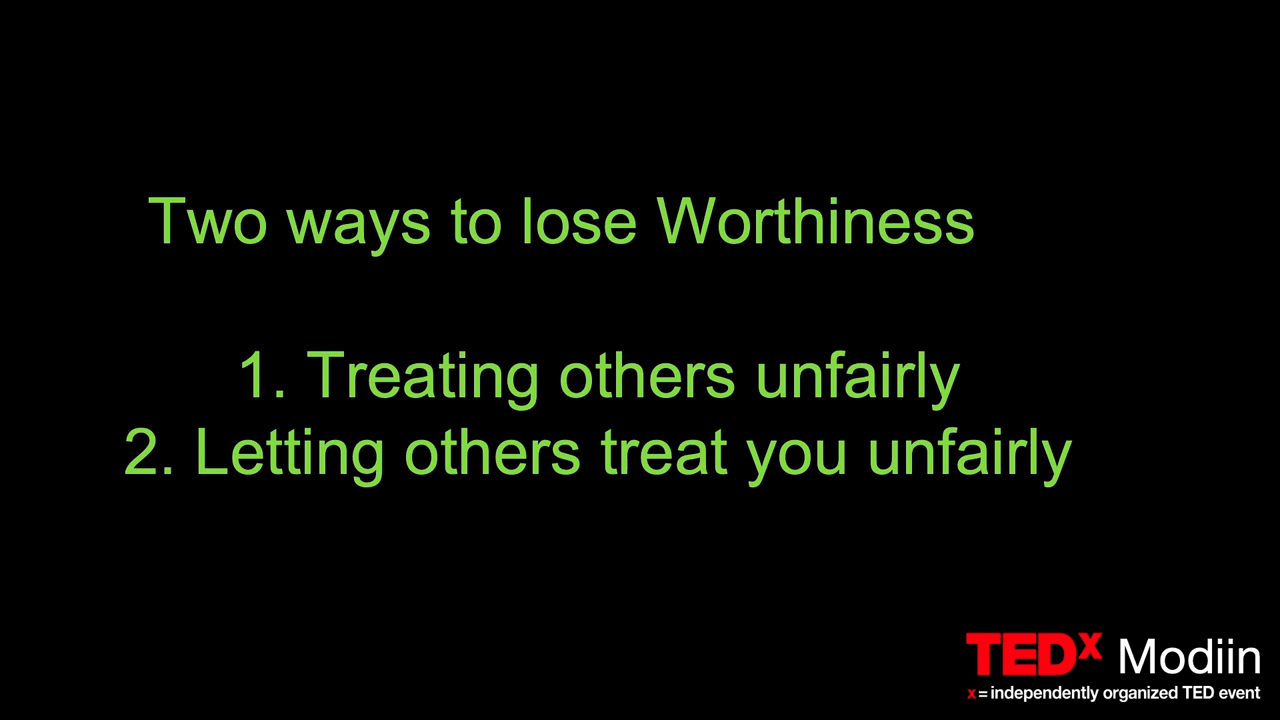 Two ways to lose Worthiness
1. Treating others unfairly
2. Letting others treat you unfairly
TEDx Modiin
x = independently organized TED event